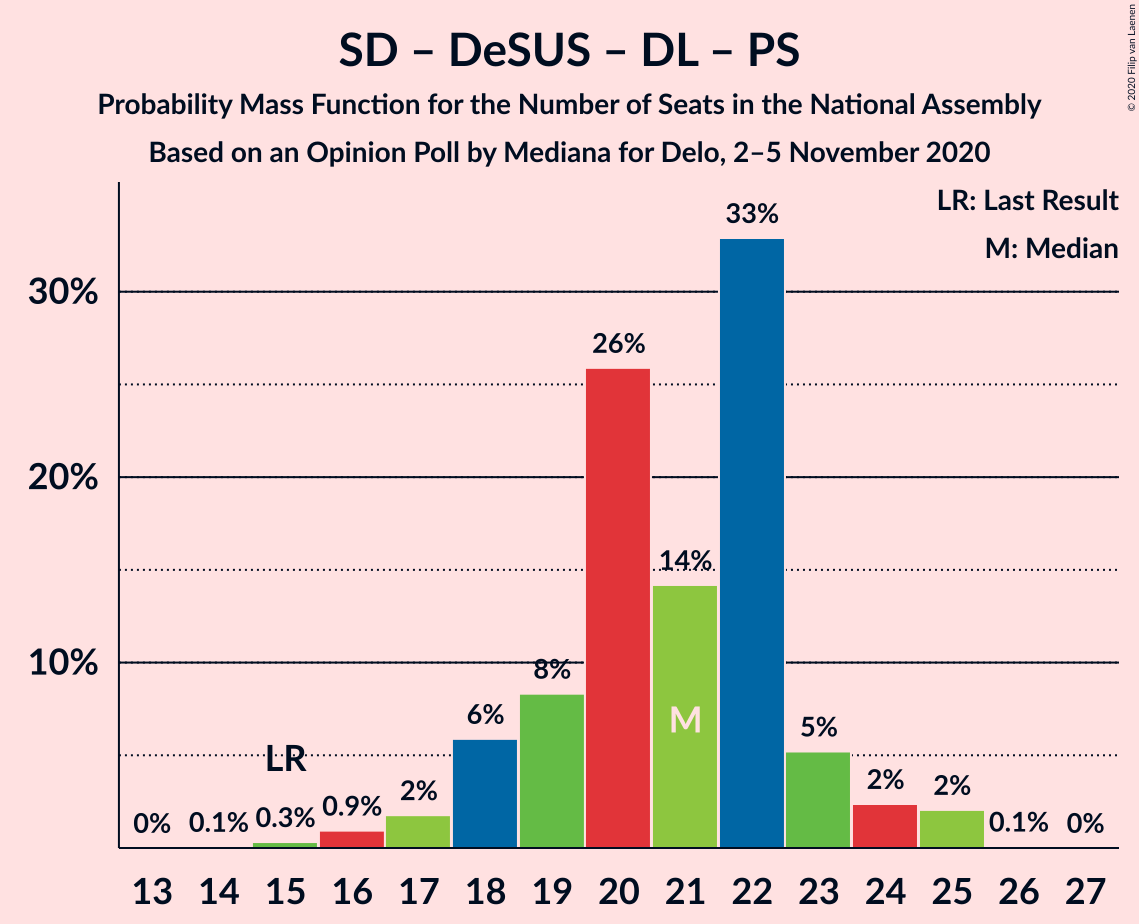 SD – DeSUS – DL – PS
Probability Mass Function for the Number of Seats in the National Assembly
Based on an Opinion Poll by Mediana for Delo, 2–5 November 2020
© 2020 Filip van Laenen
LR: Last Result
M: Median
30%
20%
10%
0%
0.1%
0.3%
0.9%
2%
6%
8%
26%
14%
33%
5%
2%
2%
0.1%
0%
LR
M
13 14 15 16 17 18 19 20 21 22 23 24 25 26 27